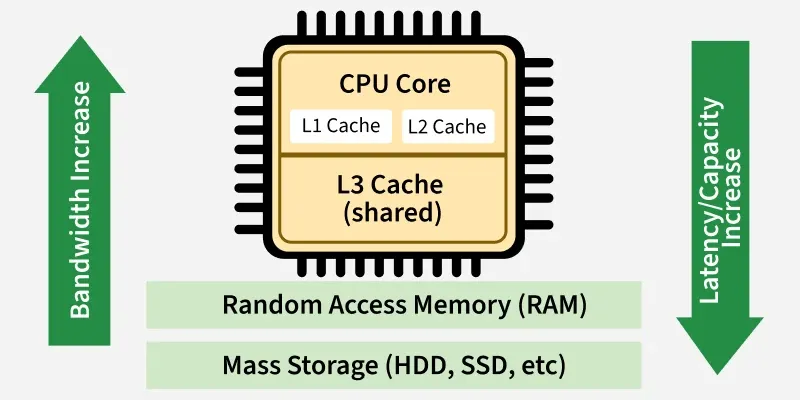 Bandwidth Increase
CPU Core
L1 Cache
L2 Cache
L3 Cache
(shared)
Latency/Capacity
Increase
Random Access Memory (RAM)
Mass Storage (HDD, SSD, etc)